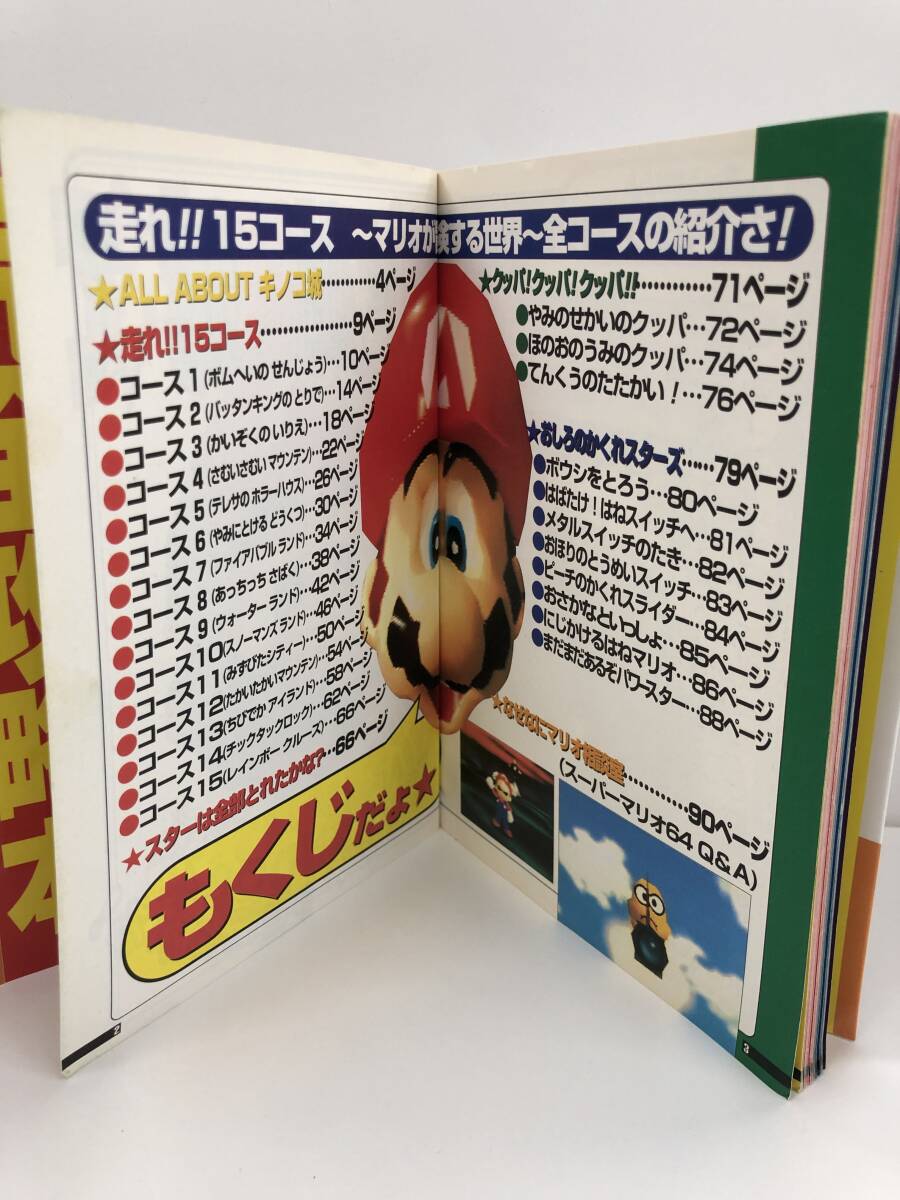 走れ!! 15コース 〜マリオが険する世界〜全コースの紹介さ!
★ALL ABOUT キノコ城………4ページ
★走れ!!15コース………………9ページ
●コース1(ボムへいの せんじょう)…10ページ
●コース2(バッタンキングの とりで)…14ページ
●コース3(かいぞくの いりえ)…18ページ
●コース4(さむいさむい マウンテン)…22ページ
●コース5(テレサの ホラーハウス)…26ページ
●コース6(やみにとける どうくつ)…30ページ
●コース7(ファイアバブル ランド)…34ページ
●コース8(あっちっち さばく)…38ページ
●コース9(ウォーター ランド)…42ページ
●コース10(スノーマンズ ランド)…46ページ
●コース11(みずびたシティー)…50ページ
●コース12(たかいたかいマウンテン)…54ページ
●コース13(ちびでか アイランド)…58ページ
●コース14(チックタックロック)…62ページ
●コース15(レインボー クルーズ)…66ページ
★スターは全部とれたかな?…66ページ
もくじだよ★
2
★クッパ!クッパ!クッパ!!…………71ページ
●やみのせかいのクッパ…72ページ
●ほのおのうみのクッパ…74ページ
●てんくうのたたかい!…76ページ
★おしろのかくれスターズ……79ページ
●ボウシをとろう…80ページ
●はばたけ!はねスイッチへ…81ページ
●メタルスイッチのたき…82ページ
●おほりのとうめいスイッチ…83ページ
●ピーチのかくれスライダー…84ページ
●おさかなといっしょ…85ページ
●にじかけるはねマリオ…86ページ
●まだまだあるぞパワースター…88ページ
★なぜなにマリオ相談室…………90ページ
(スーパーマリオ64 Q&A)
3